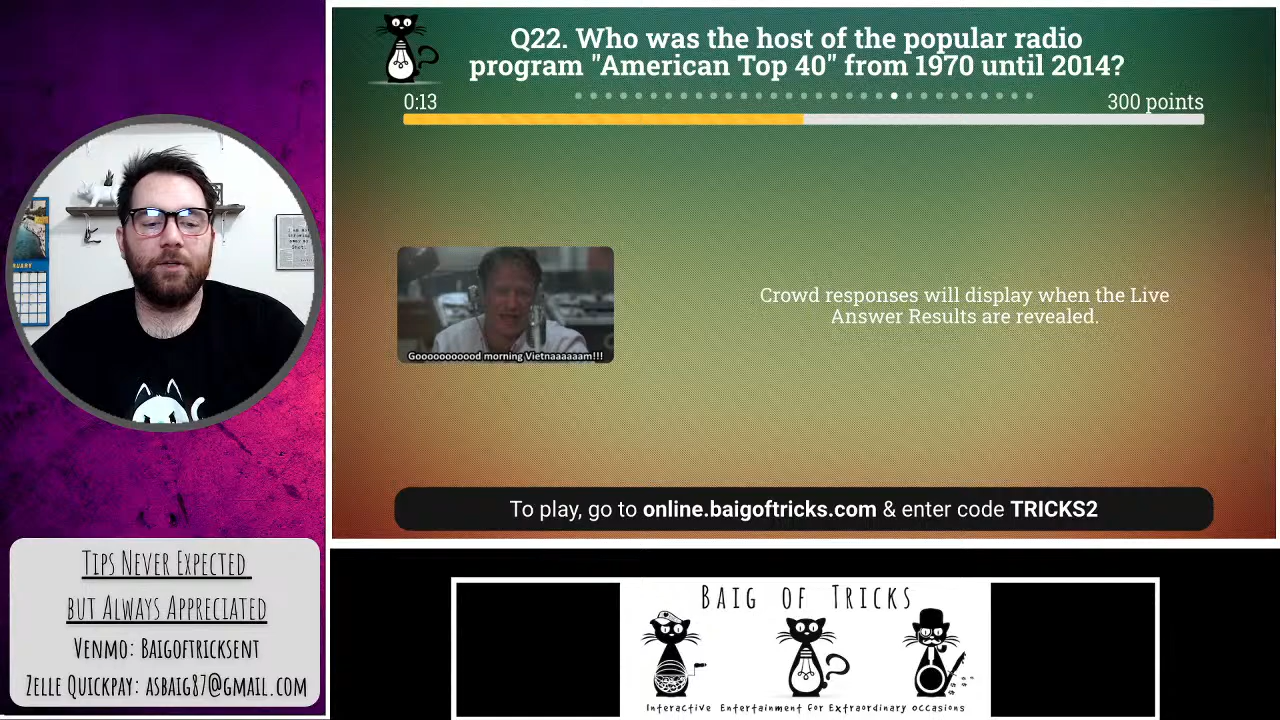 Q22. Who was the host of the popular radio
program "American Top 40" from 1970 until 2014?
0:13
300 points
Gooooooooood morning Vietnaaaaaam!!!
Crowd responses will display when the Live
Answer Results are revealed.
To play, go to online.baigoftricks.com & enter code TRICKS2
Tips Never Expected
but Always Appreciated
Venmo: Baigoftricksent
Zelle Quickpay: asbaig87@gmail.com
Baig of Tricks
Interactive Entertainment for Extraordinary occasions